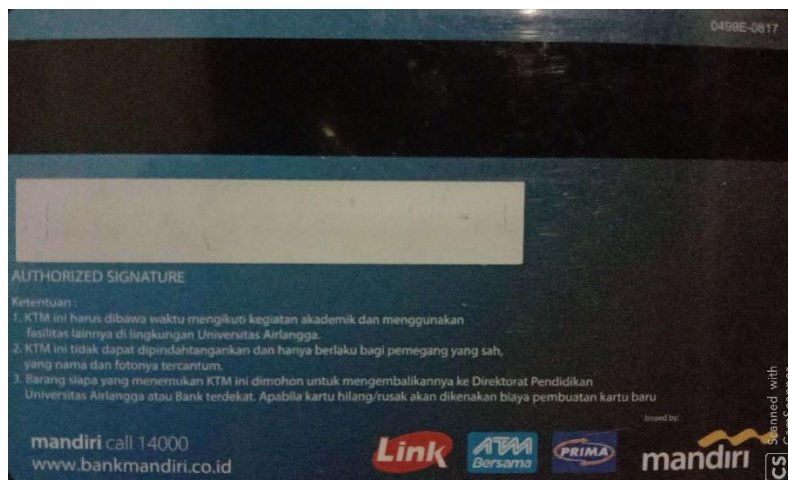 0499E-0817
AUTHORIZED SIGNATURE
Ketentuan :
1. KTM ini harus dibawa waktu mengikuti kegiatan akademik dan menggunakan
fasilitas lainnya di lingkungan Universitas Airlangga.
2. KTM ini tidak dapat dipindahtangankan dan hanya berlaku bagi pemegang yang sah,
yang nama dan fotonya tercantum.
3. Barang siapa yang menemukan KTM ini dimohon untuk mengembalikannya ke Direktorat Pendidikan
Universitas Airlangga atau Bank terdekat. Apabila kartu hilang/rusak akan dikenakan biaya pembuatan kartu baru
Issued by:
mandiri call 14000
www.bankmandiri.co.id
Link
ATM
Bersama
PRIMA
mandiri
CS Scanned with
CamScanner